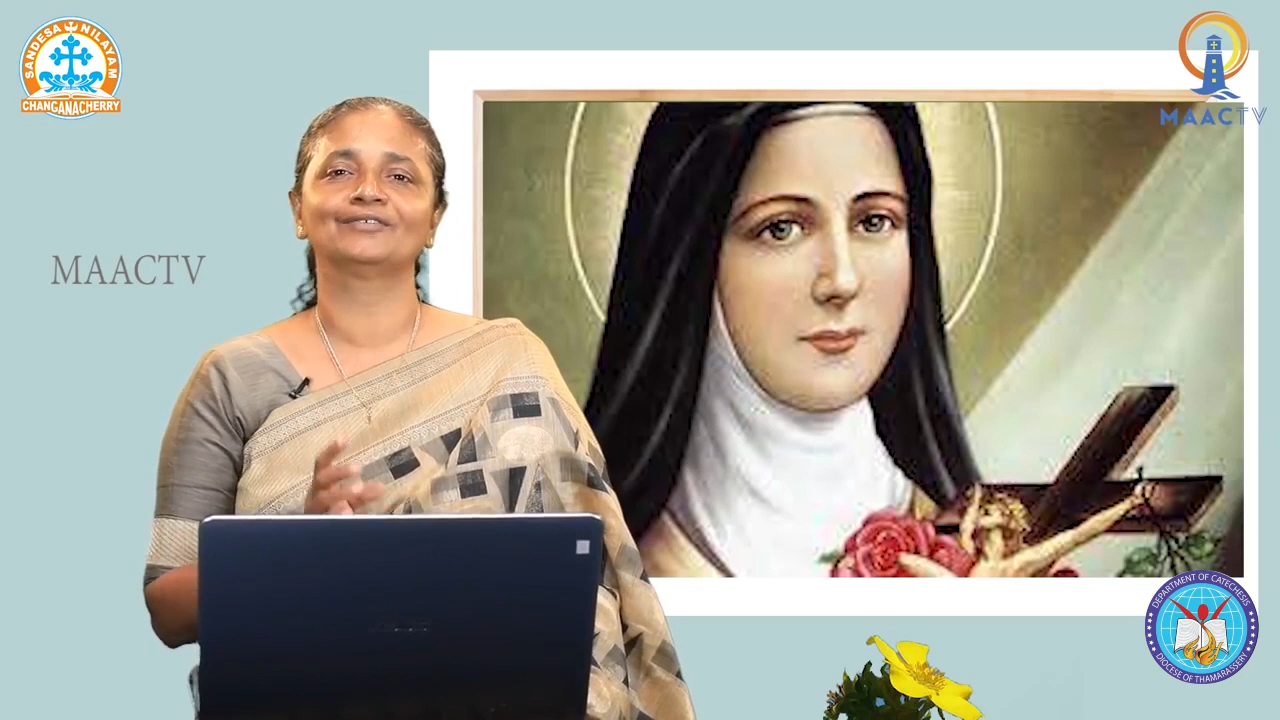 SANDESA NILAYAM
CHANGANACHERRY
MAACTV
MAACTV
DEPARTMENT OF CATECHESIS
DIOCESE OF THAMARASSERY